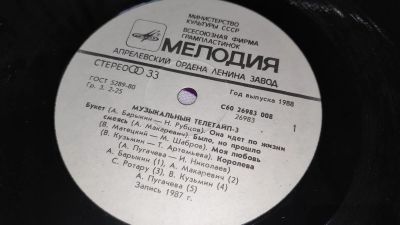 МИНИСТЕРСТВО
КУЛЬТУРЫ СССР
ВСЕСОЮЗНАЯ ФИРМА
ГРАМПЛАСТИНОК
МЕЛОДИЯ
АПРЕЛЕВСКИЙ ОРДЕНА ЛЕНИНА ЗАВОД
СТЕРЕО 33
Год выпуска 1988
ГОСТ 5289-80
Гр. 3. 2-25
С60 26983 008
26983
1
МУЗЫКАЛЬНЫЙ ТЕЛЕТАЙП-3
Букет (А. Барыкин — Н. Рубцов). Она идет по жизни
смеясь (А. Макаревич). Было, но прошло
(В. Матецкий — М. Шабров). Моя любовь
(В. Кузьмин — Т. Артемьева). Королева
(А. Пугачева — И. Николаев)
А. Барыкин (1), А. Макаревич (2)
С. Ротару (3), В. Кузьмин (4)
А. Пугачева (5)
Запись 1987 г.